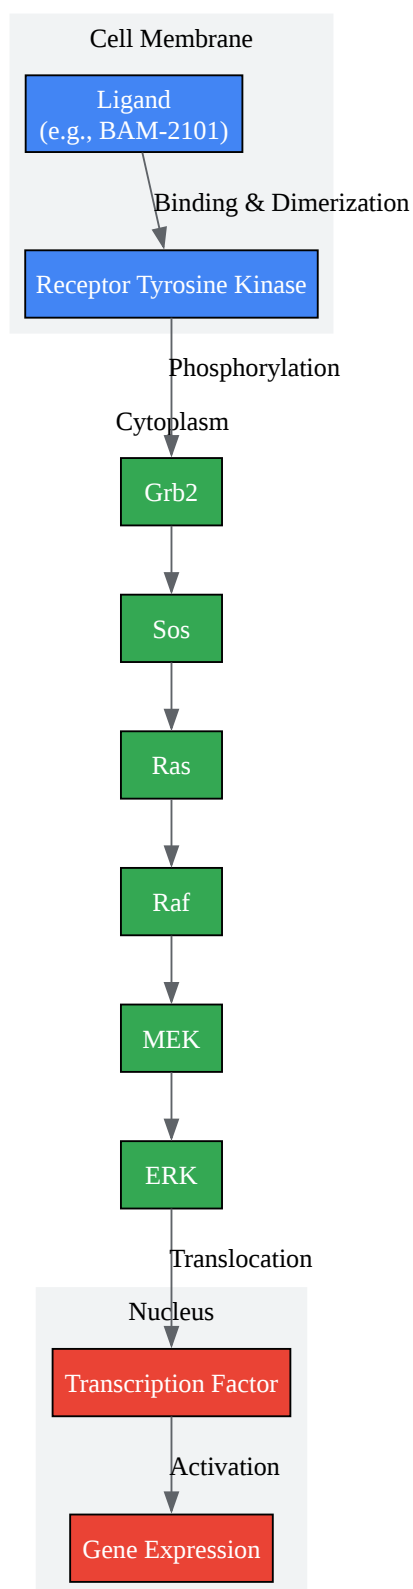 Cell Membrane
Ligand
(e.g., BAM-2101)
Binding & Dimerization
Receptor Tyrosine Kinase
Phosphorylation
Cytoplasm
Grb2
Sos
Ras
Raf
MEK
ERK
Translocation
Nucleus
Transcription Factor
Activation
Gene Expression